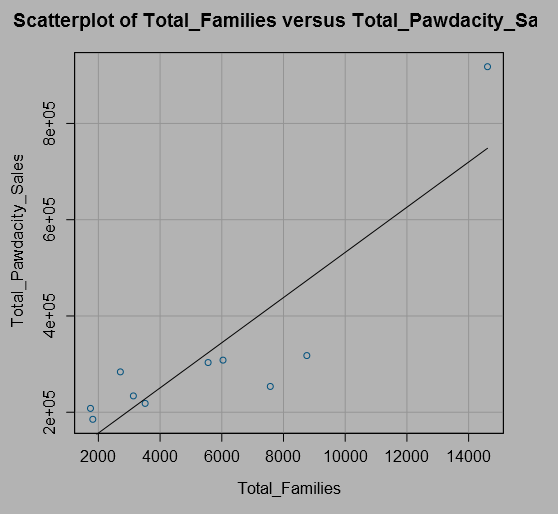 Scatterplot of Total_Families versus Total_Pawdacity_Sa
Total_Pawdacity_Sales
8e+05
6e+05
4e+05
2e+05
2000 4000 6000 8000 10000 12000 14000
Total_Families